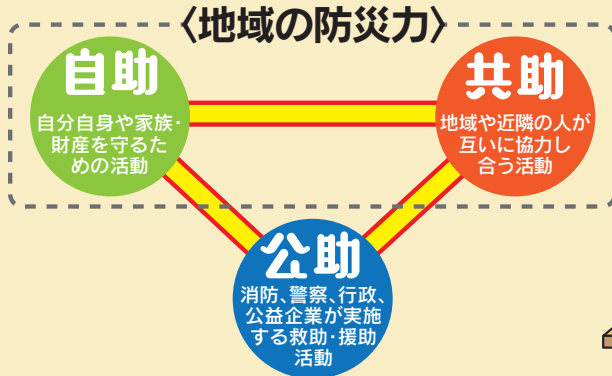 〈地域の防災力〉
自助
自分自身や家族・
財産を守るた
めの活動
共助
地域や近隣の人が
互いに協力し
合う活動
公助
消防、警察、行政、
公益企業が実施
する救助・援助
活動